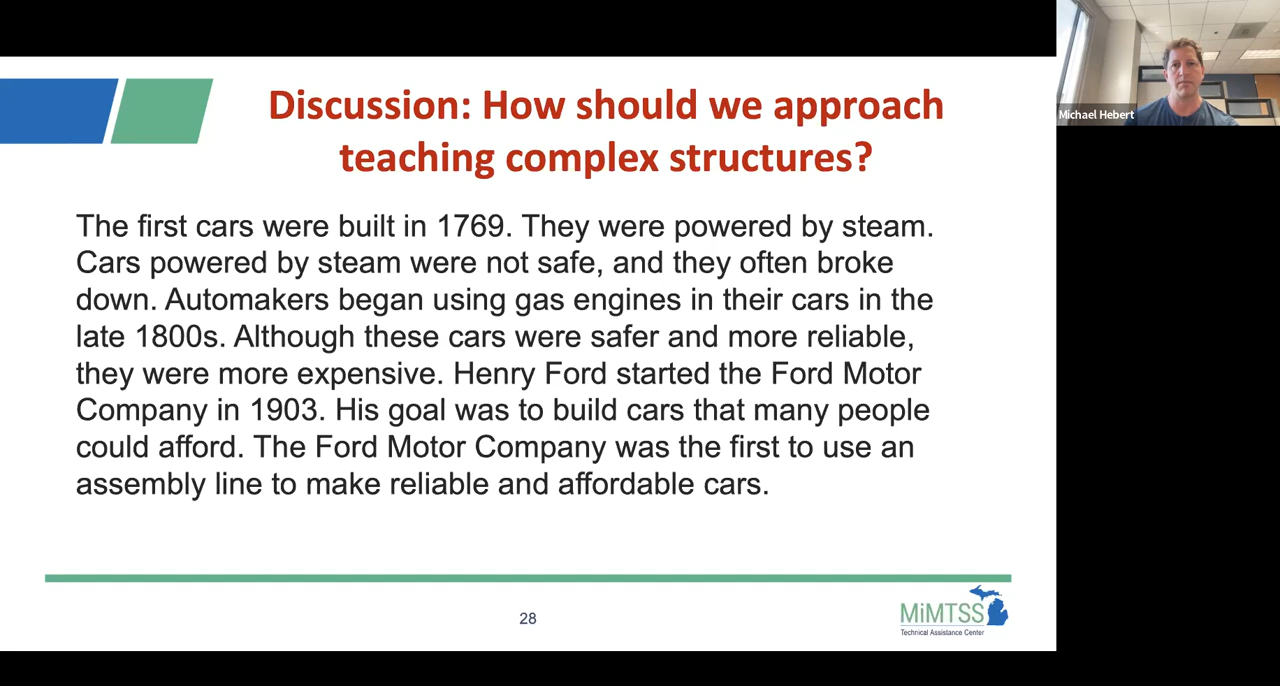 Discussion: How should we approach
teaching complex structures?
The first cars were built in 1769. They were powered by steam.
Cars powered by steam were not safe, and they often broke
down. Automakers began using gas engines in their cars in the
late 1800s. Although these cars were safer and more reliable,
they were more expensive. Henry Ford started the Ford Motor
Company in 1903. His goal was to build cars that many people
could afford. The Ford Motor Company was the first to use an
assembly line to make reliable and affordable cars.
28
MiMTSS
Technical Assistance Center
Michael Hebert